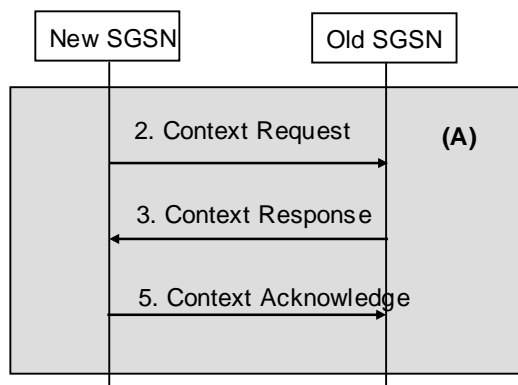 New SGSN
Old SGSN
2. Context Request
(A)
3. Context Response
5. Context Acknowledge